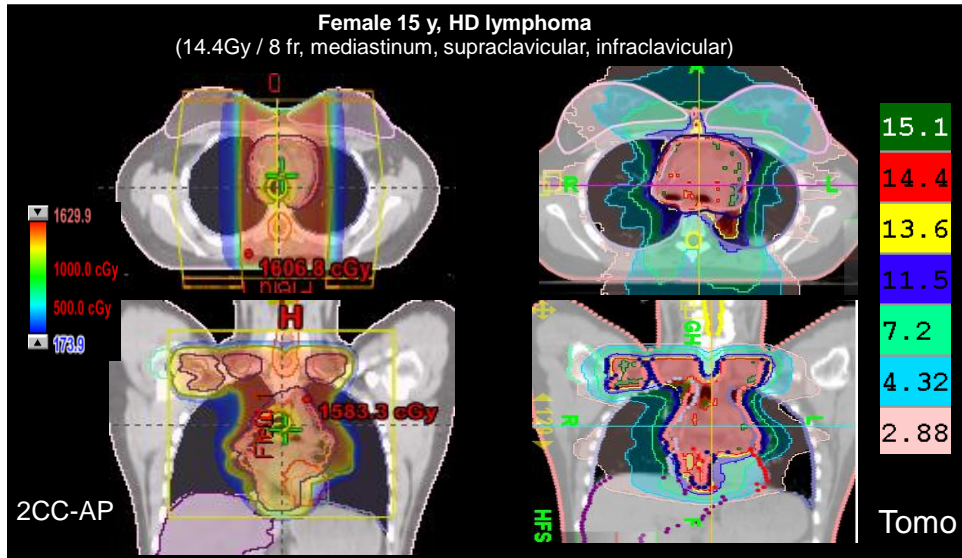 Female 15 y, HD lymphoma
(14.4Gy / 8 fr, mediastinum, supraclavicular, infraclavicular)
1629.9
1000.0 cGy
500.0 cGy
173.9
1606.8 cGy
H
1583.3 cGy
2CC-AP
R
L
GH
R
L
F
HFS
15.1
14.4
13.6
11.5
7.2
4.32
2.88
Tomo